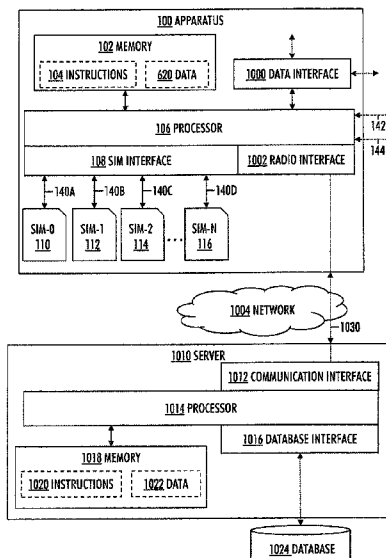 100 APPARATUS
102 MEMORY
104 INSTRUCTIONS
620 DATA
1000 DATA INTERFACE
106 PROCESSOR
142
144
108 SIM INTERFACE
1002 RADIO INTERFACE
140A
140B
140C
140D
SIM-0
110
SIM-1
112
SIM-2
114
...
SIM-N
116
1004 NETWORK
1030
1010 SERVER
1012 COMMUNICATION INTERFACE
1014 PROCESSOR
1016 DATABASE INTERFACE
1018 MEMORY
1020 INSTRUCTIONS
1022 DATA
1024 DATABASE